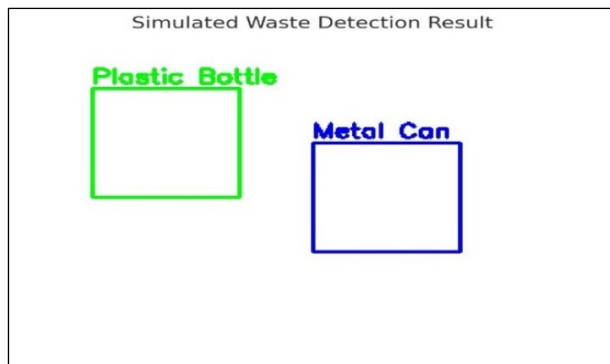 Simulated Waste Detection Result
Plastic Bottle
Metal Can